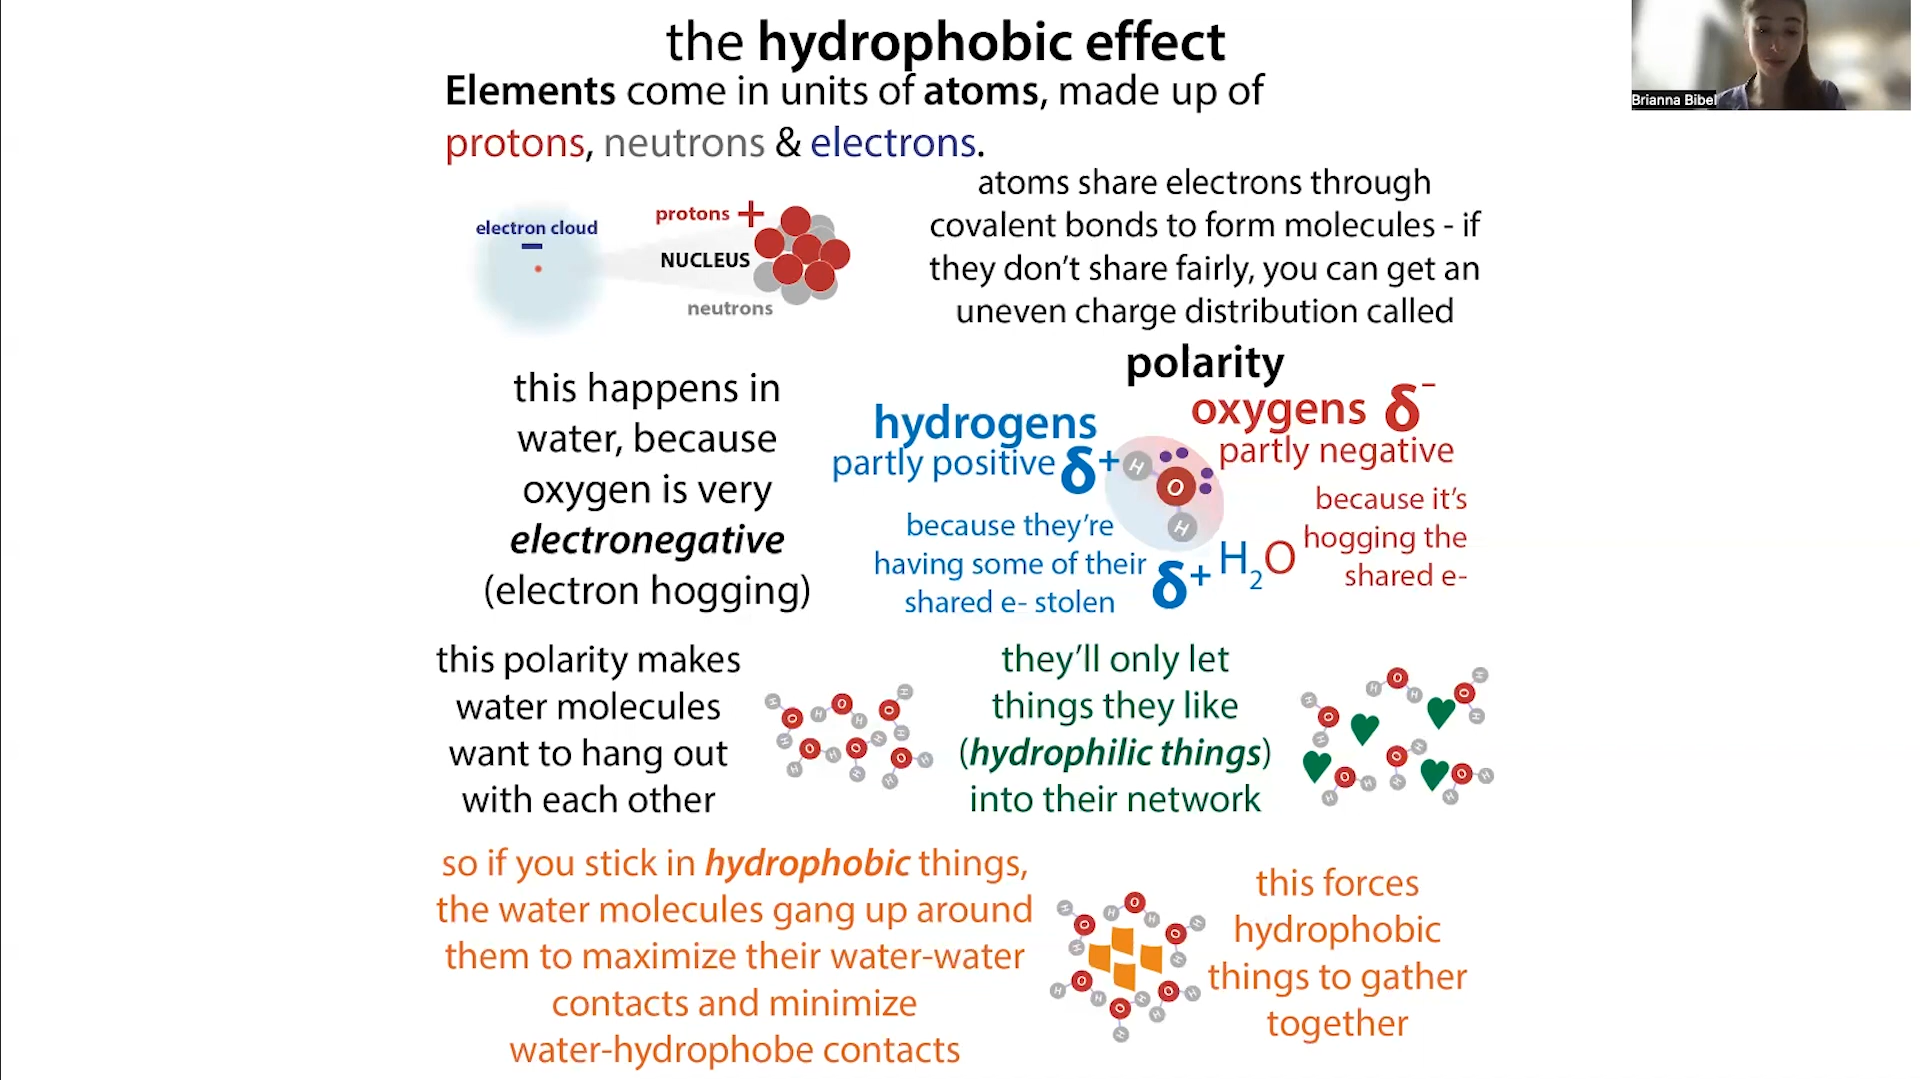 the hydrophobic effect
Elements come in units of atoms, made up of
protons, neutrons & electrons.
Brianna Bibel
electron cloud
–
protons +
NUCLEUS
neutrons
atoms share electrons through
covalent bonds to form molecules - if
they don't share fairly, you can get an
uneven charge distribution called
polarity
this happens in
water, because
oxygen is very
electronegative
(electron hogging)
hydrogens
partly positive δ+
because they're
having some of their
shared e- stolen
δ+
H
O
H
H₂O
oxygens δ–
partly negative
because it's
hogging the
shared e-
this polarity makes
water molecules
want to hang out
with each other
they'll only let
things they like
(hydrophilic things)
into their network
so if you stick in hydrophobic things,
the water molecules gang up around
them to maximize their water-water
contacts and minimize
water-hydrophobe contacts
this forces
hydrophobic
things to gather
together